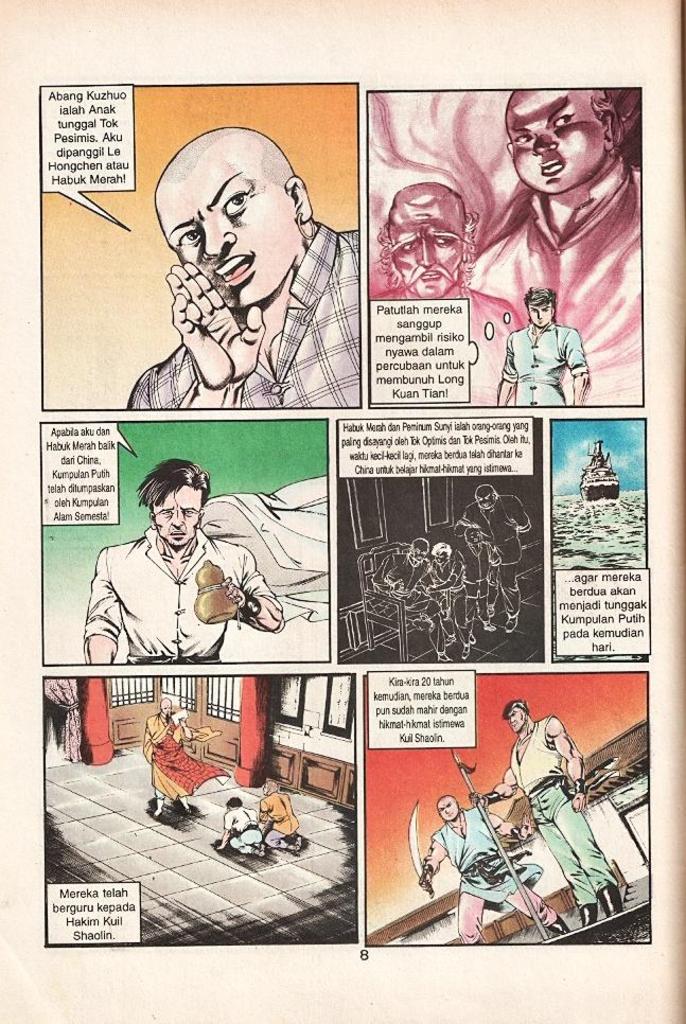 Abang Kuzhuo
ialah Anak
tunggal Tok
Pesimis. Aku
dipanggil Le
Hongchen atau
Habuk Merah!
Patutlah mereka
sanggup
mengambil risiko
nyawa dalam
percubaan untuk
membunuh Long
Kuan Tian!
Apabila aku dan
Habuk Merah balik
dari China,
Kumpulan Putih
telah ditumpaskan
oleh Kumpulan
Alam Semesta!
Habuk Merah dan Peminum Sunyi ialah orang-orang yang
paling disayangi oleh Tok Optimis dan Tok Pesimis. Oleh itu,
waktu kecil-kecil lagi, mereka berdua telah dihantar ke
China untuk belajar hikmat-hikmat yang istimewa...
...agar mereka
berdua akan
menjadi tunggak
Kumpulan Putih
pada kemudian
hari.
Mereka telah
berguru kepada
Hakim Kuil
Shaolin.
Kira-kira 20 tahun
kemudian, mereka berdua
pun sudah mahir dengan
hikmat-hikmat istimewa
Kuil Shaolin.
8